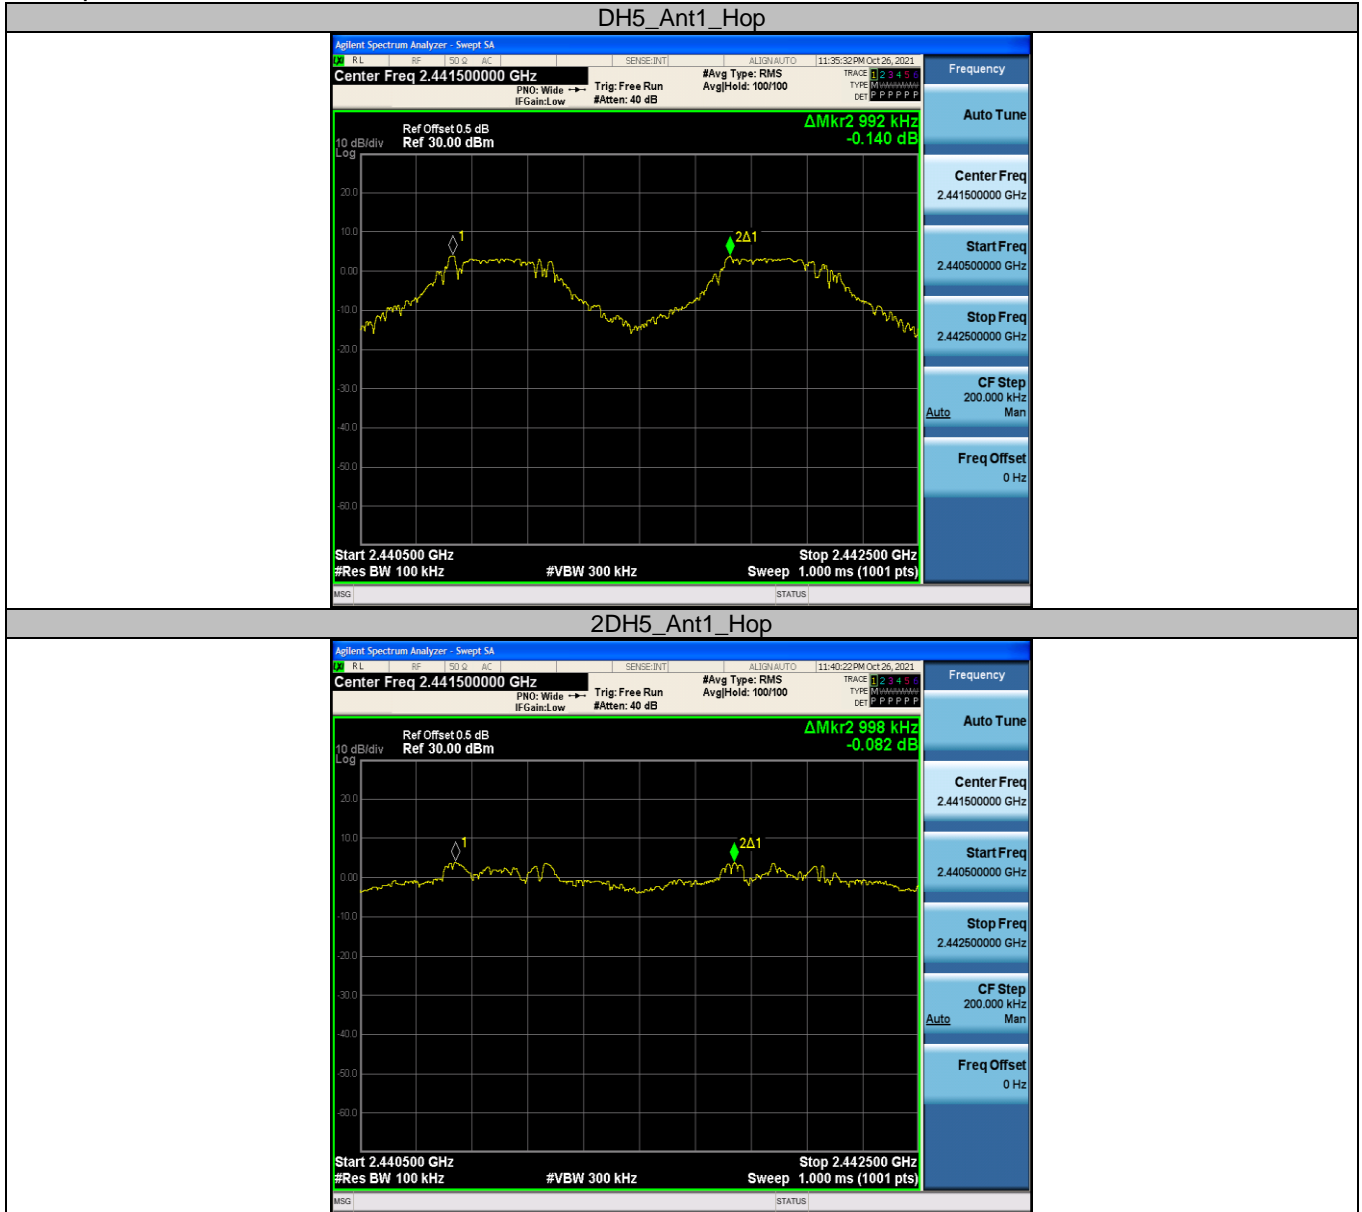 DH5_Ant1_Hop
Agilent Spectrum Analyzer - Swept SA
RL RF 50 Ω AC SENSE:INT ALIGNAUTO 11:35:32PM Oct 26, 2021
Center Freq 2.441500000 GHz
PNO: Wide
IFGain:Low
Trig: Free Run
#Atten: 40 dB
#Avg Type: RMS
Avg|Hold: 100/100
TRACE 1 2 3 4 5 6
TYPE M
DET P P P P P P
Frequency
ΔMkr2 992 kHz
-0.140 dB
Ref Offset 0.5 dB
10 dB/div Ref 30.00 dBm
Log
20.0
10.0
0.00
-10.0
-20.0
-30.0
-40.0
-50.0
-60.0
1
2Δ1
Start 2.440500 GHz
Stop 2.442500 GHz
#Res BW 100 kHz
#VBW 300 kHz
Sweep 1.000 ms (1001 pts)
Auto Tune
Center Freq
2.441500000 GHz
Start Freq
2.440500000 GHz
Stop Freq
2.442500000 GHz
CF Step
200.000 kHz
Auto Man
Freq Offset
0 Hz
MSG STATUS
2DH5_Ant1_Hop
Agilent Spectrum Analyzer - Swept SA
RL RF 50 Ω AC SENSE:INT ALIGNAUTO 11:40:22PM Oct 26, 2021
Center Freq 2.441500000 GHz
PNO: Wide
IFGain:Low
Trig: Free Run
#Atten: 40 dB
#Avg Type: RMS
Avg|Hold: 100/100
TRACE 1 2 3 4 5 6
TYPE M
DET P P P P P P
Frequency
ΔMkr2 998 kHz
-0.082 dB
Ref Offset 0.5 dB
10 dB/div Ref 30.00 dBm
Log
20.0
10.0
0.00
-10.0
-20.0
-30.0
-40.0
-50.0
-60.0
1
2Δ1
Start 2.440500 GHz
Stop 2.442500 GHz
#Res BW 100 kHz
#VBW 300 kHz
Sweep 1.000 ms (1001 pts)
Auto Tune
Center Freq
2.441500000 GHz
Start Freq
2.440500000 GHz
Stop Freq
2.442500000 GHz
CF Step
200.000 kHz
Auto Man
Freq Offset
0 Hz
MSG STATUS